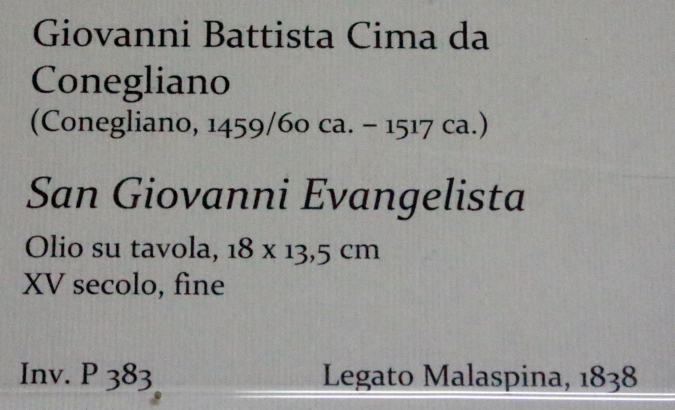 Giovanni Battista Cima da
Conegliano
(Conegliano, 1459/60 ca. – 1517 ca.)
San Giovanni Evangelista
Olio su tavola, 18 x 13,5 cm
XV secolo, fine
Inv. P 383 Legato Malaspina, 1838